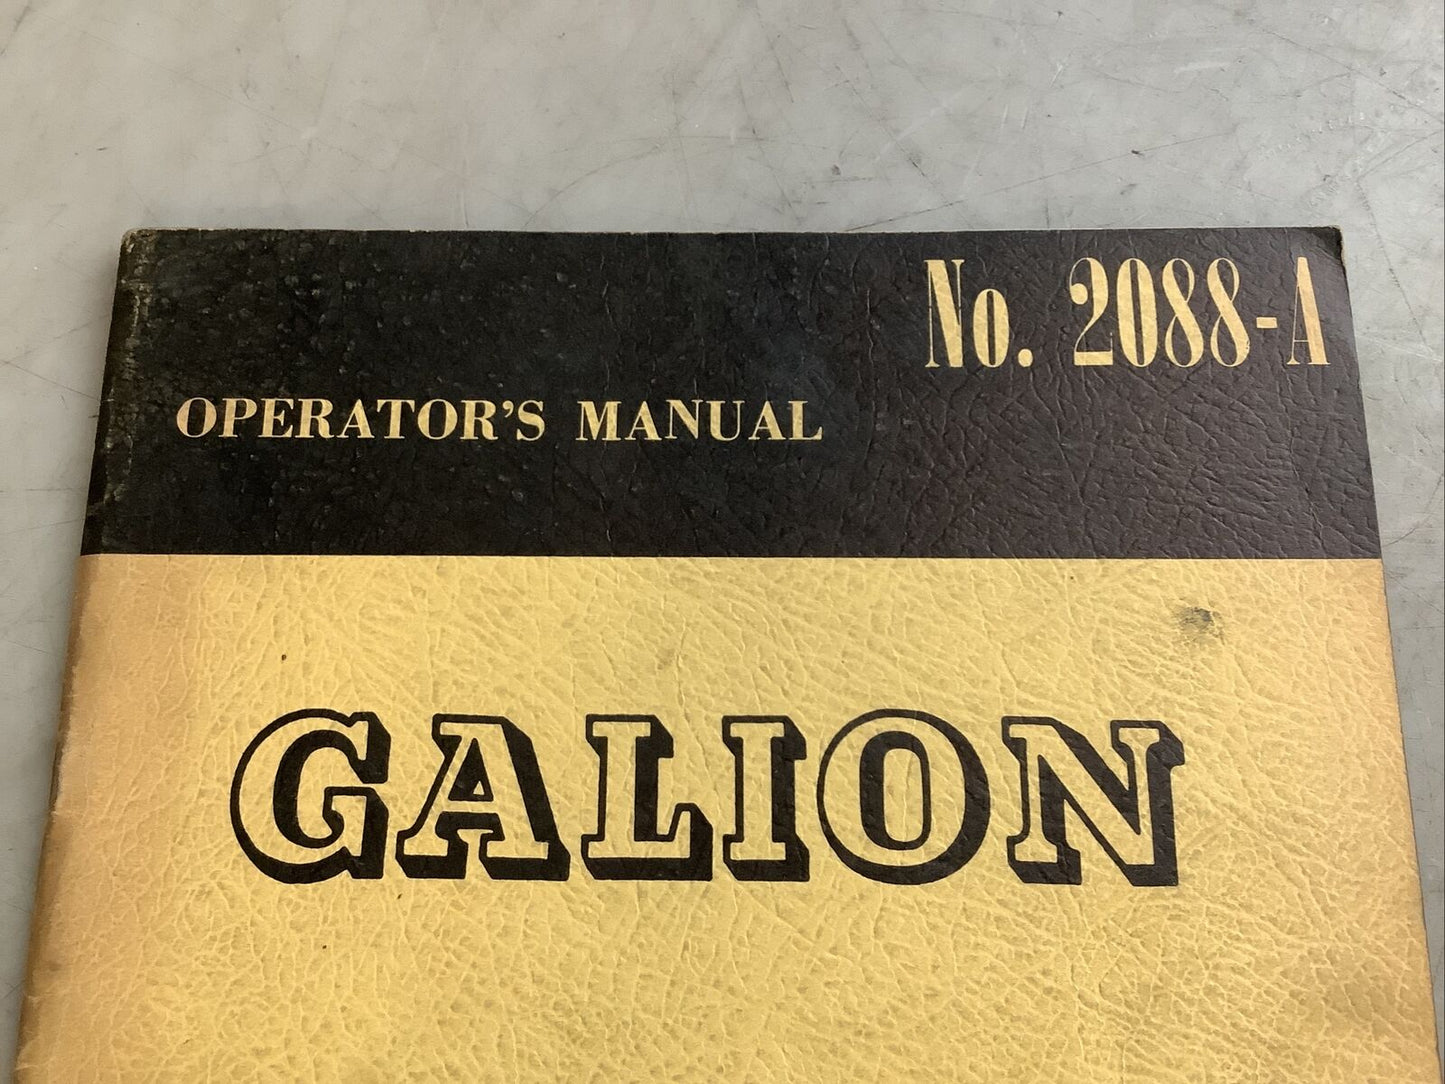 No. 2088-A
OPERATOR'S MANUAL
GALION